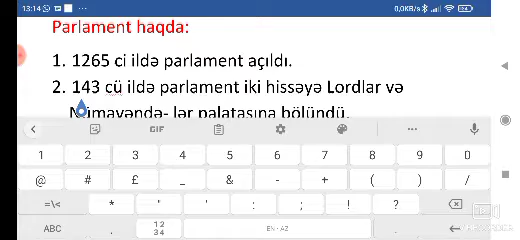 13:14 0,0KB/s
Parlament haqda:
1. 1265 ci ildə parlament açıldı.
2. 143 cü ildə parlament iki hissəyə Lordlar və
Nümayəndə- lər palatasına bölündü.
GIF
1 2 3 4 5 6 7 8 9 0
@ # £ _ & - + ( ) /
=\< * " ' : ; ! ?
ABC , 12 34 EN • AZ .